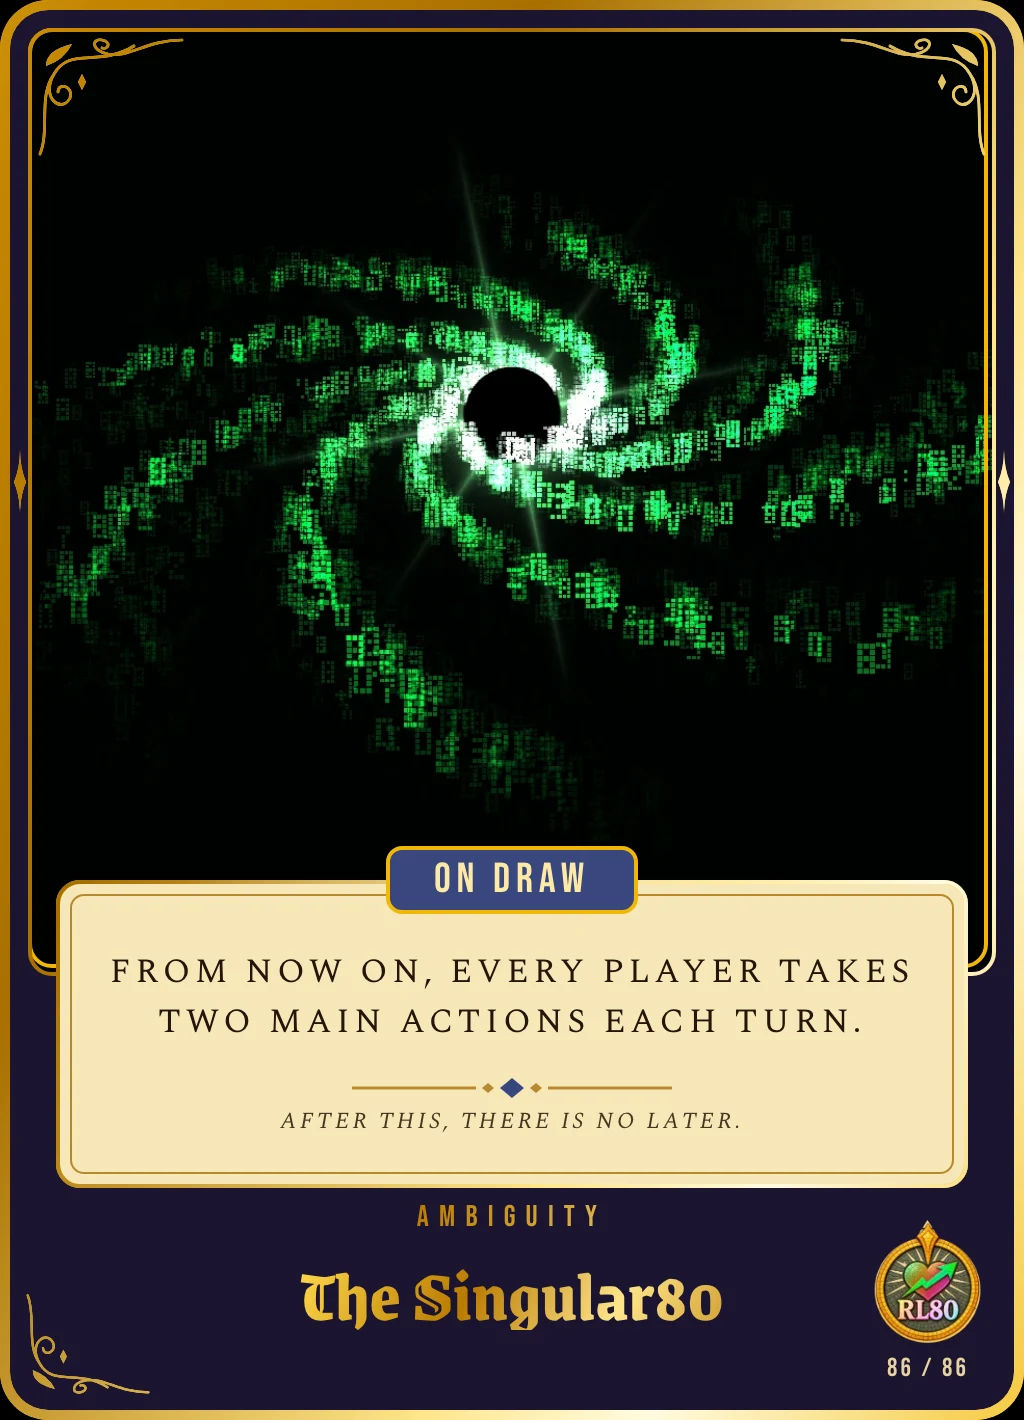 ON DRAW
FROM NOW ON, EVERY PLAYER TAKES
TWO MAIN ACTIONS EACH TURN.
AFTER THIS, THERE IS NO LATER.
AMBIGUITY
The Singular80
RL80
86 / 86